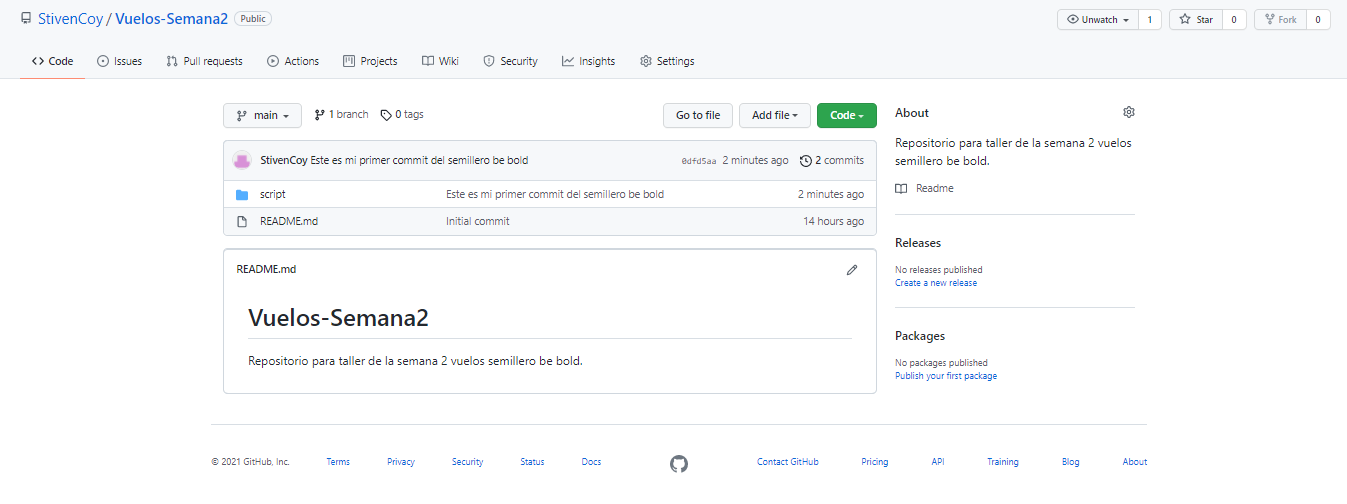 StivenCoy / Vuelos-Semana2 Public
Unwatch 1 Star 0 Fork 0
Code Issues Pull requests Actions Projects Wiki Security Insights Settings
main 1 branch 0 tags Go to file Add file Code
StivenCoy Este es mi primer commit del semillero be bold 0dfd5aa 2 minutes ago 2 commits
script Este es mi primer commit del semillero be bold 2 minutes ago
README.md Initial commit 14 hours ago
README.md
Vuelos-Semana2
Repositorio para taller de la semana 2 vuelos semillero be bold.
About
Repositorio para taller de la semana 2 vuelos
semillero be bold.
Readme
Releases
No releases published
Create a new release
Packages
No packages published
Publish your first package
© 2021 GitHub, Inc. Terms Privacy Security Status Docs Contact GitHub Pricing API Training Blog About